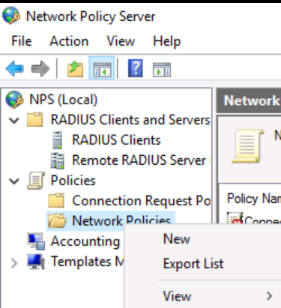 Network Policy Server
File Action View Help
NPS (Local)
RADIUS Clients and Servers
RADIUS Clients
Remote RADIUS Server
Policies
Connection Request Po
Network Policies
Accounting
Templates M
Network
N
Policy Nan
Conne
New
Export List
View